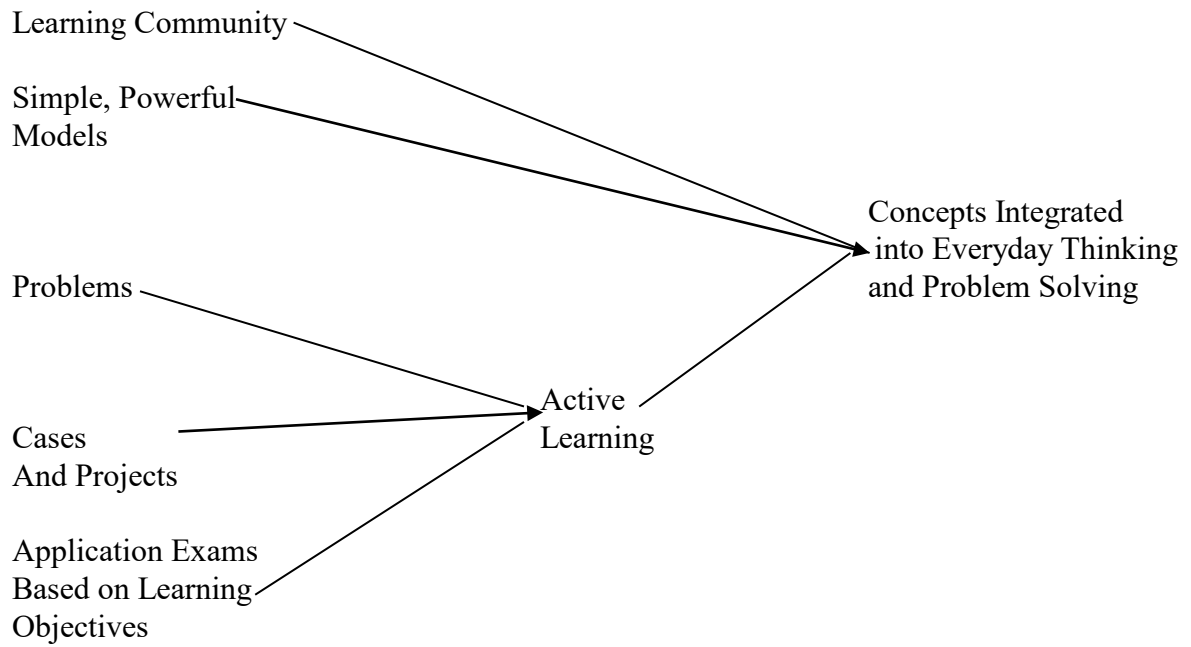 Learning Community
Simple, Powerful
Models
Concepts Integrated
into Everyday Thinking
and Problem Solving
Problems
Active
Learning
Cases
And Projects
Application Exams
Based on Learning
Objectives